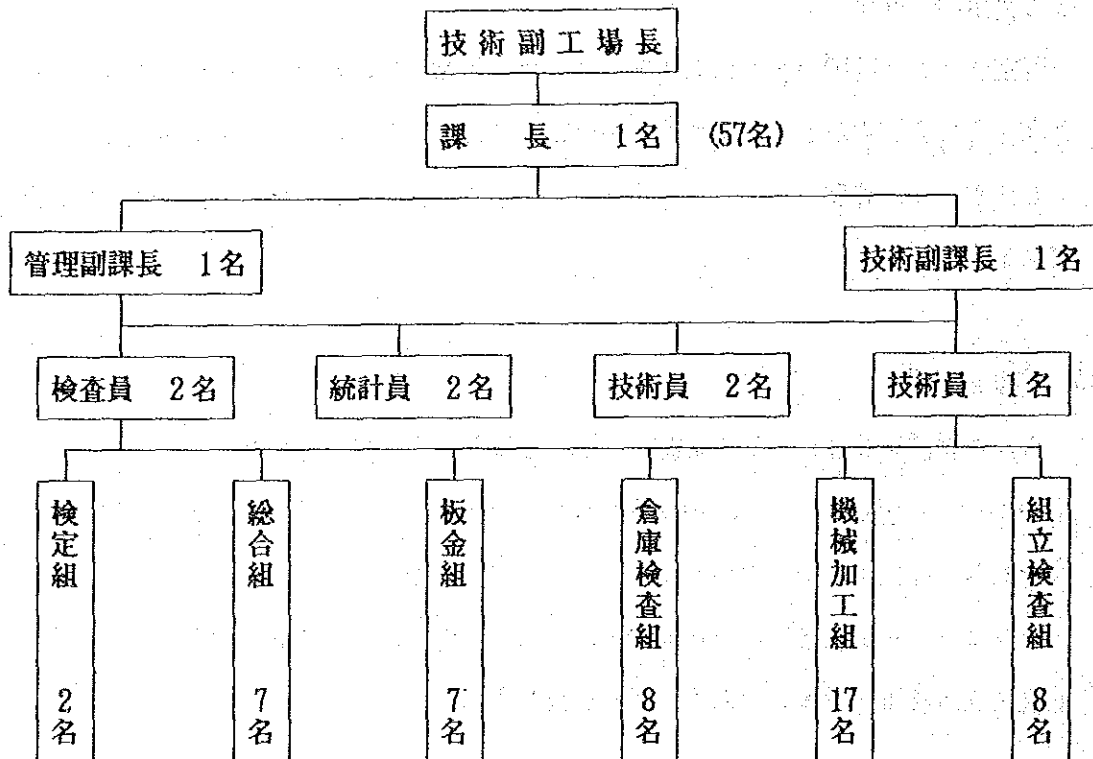 技術副工場長
課長 1名 (57名)
管理副課長 1名
技術副課長 1名
検査員 2名
統計員 2名
技術員 2名
技術員 1名
検定組 2名
総合組 7名
板金組 7名
倉庫検査組 8名
機械加工組 17名
組立検査組 8名